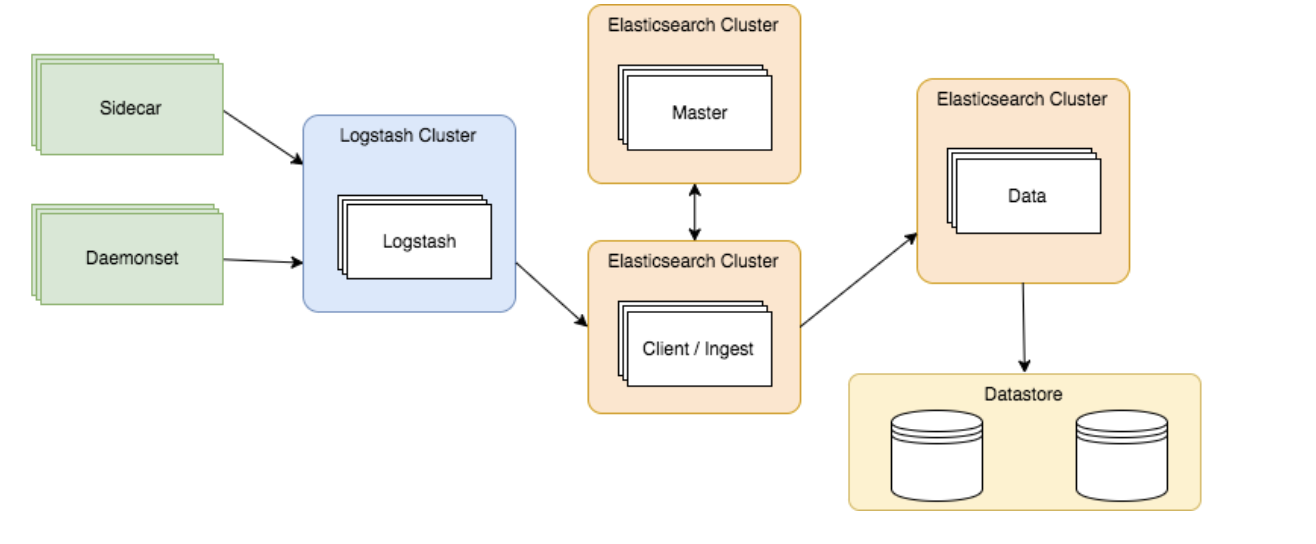 Sidecar
Daemonset
Logstash Cluster
Logstash
Elasticsearch Cluster
Master
Elasticsearch Cluster
Client / Ingest
Elasticsearch Cluster
Data
Datastore